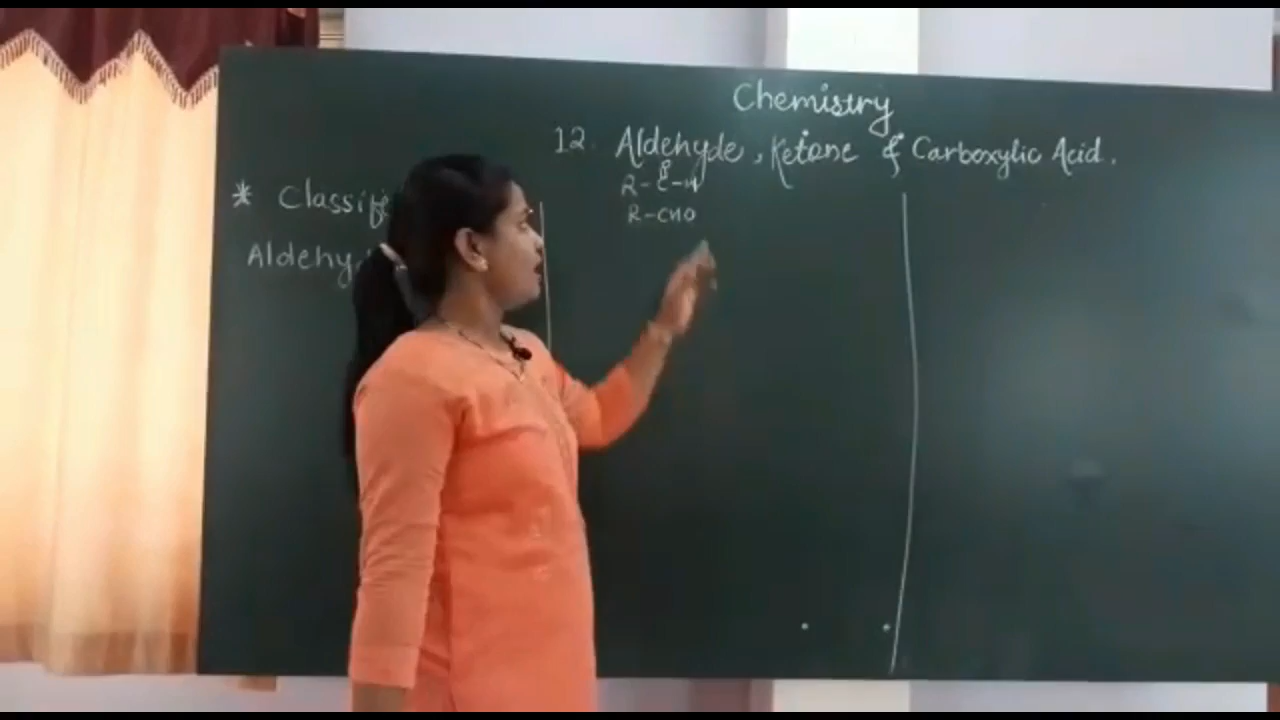 Chemistry
12. Aldehyde, Ketone & Carboxylic Acid.
O
R-C-H
R-CHO
* Classif
Aldehy